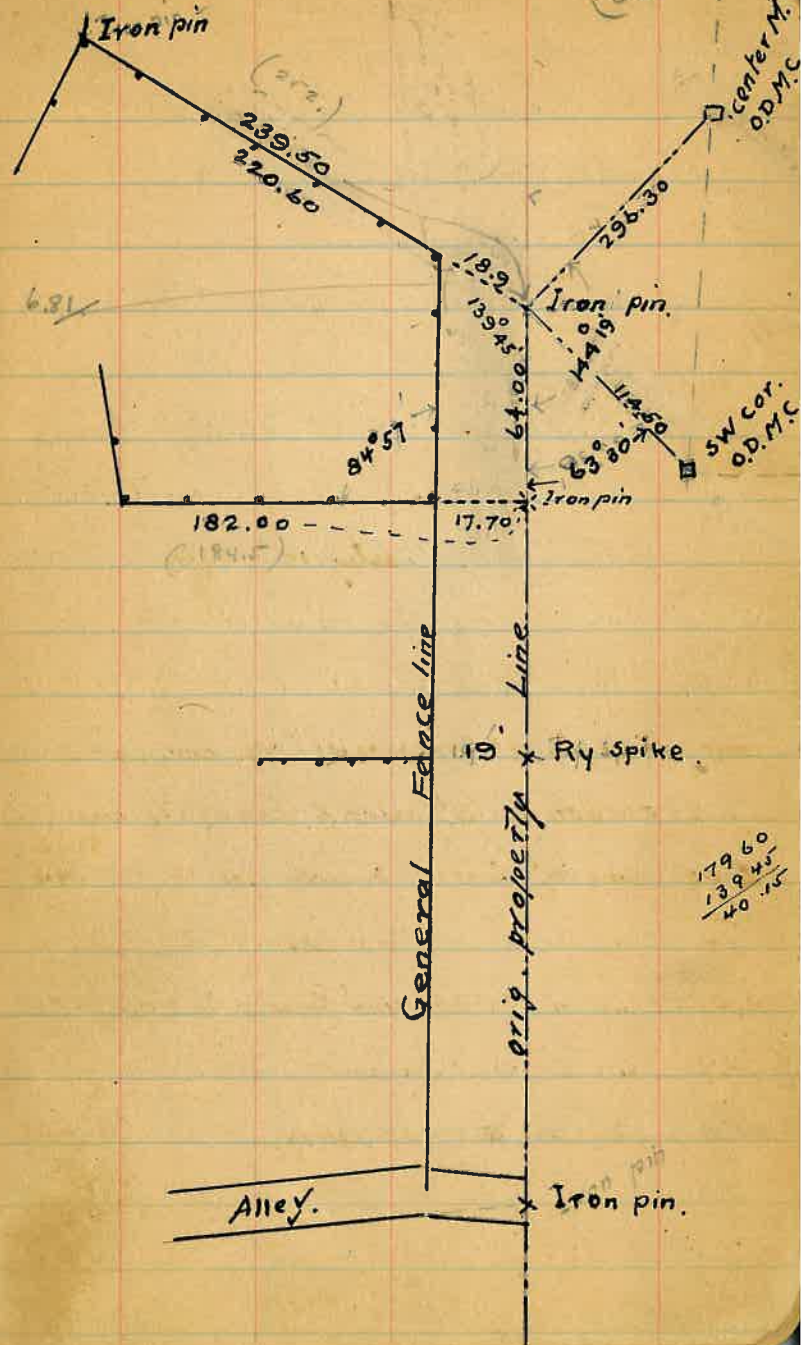 Iron pin
center M.
O.D.M.C.
239.50
220.60
296.30
18.2
Iron pin.
6.81
139° 45'
144° 19'
64.00
114.60
SW cor.
O.D.M.C.
84° 57'
63° 30'
Iron pin
182.00
17.70
(184.5)
General Fence line
orig. property Line
19'
Ry spike.
179 60
139 45
40 .15
Alley.
Iron pin.